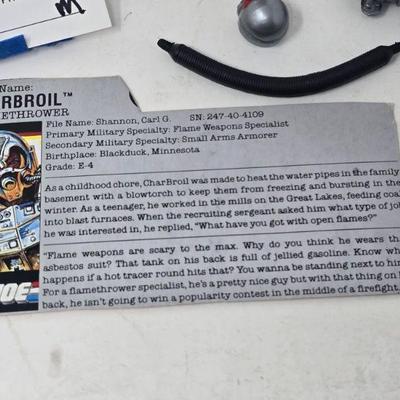 Name:
ARBROIL™
METHROWER
File Name: Shannon, Carl G. SN: 247-40-4109
Primary Military Specialty: Flame Weapons Specialist
Secondary Military Specialty: Small Arms Armorer
Birthplace: Blackduck, Minnesota
Grade: E-4
As a childhood chore, CharBroil was made to heat the water pipes in the family
basement with a blowtorch to keep them from freezing and bursting in the
winter. As a teenager, he worked in the mills on the Great Lakes, feeding coa
into blast furnaces. When the recruiting sergeant asked him what type of jo
he was interested in, he replied, "What have you got with open flames?"
"Flame weapons are scary to the max. Why do you think he wears tha
asbestos suit? That tank on his back is full of jellied gasoline. Know wh
happens if a hot tracer round hits that? You wanna be standing next to him
For a flamethrower specialist, he's a pretty nice guy but with that thing on
back, he isn't going to win a popularity contest in the middle of a firefight.
JOE